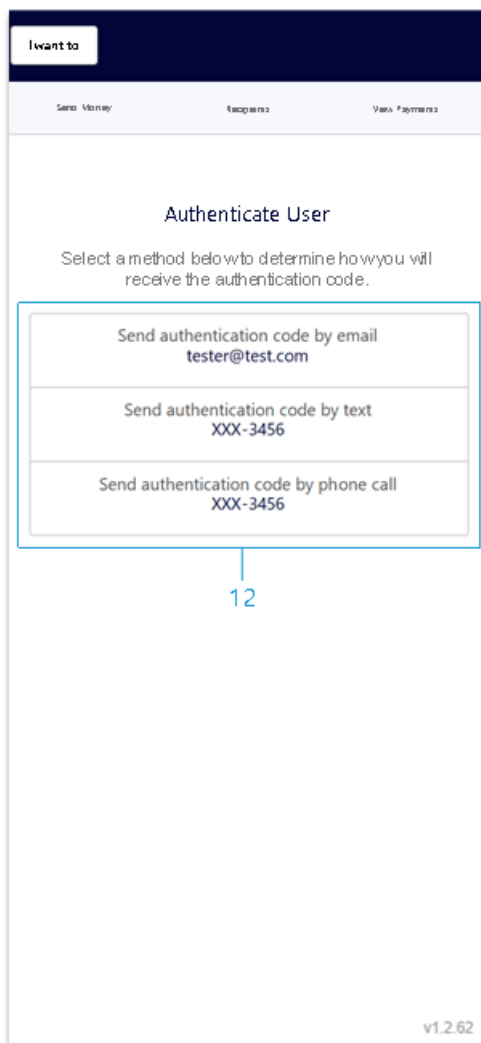 I want to
Send Money Recipients View Payments
Authenticate User
Select a method below to determine how you will
receive the authentication code.
Send authentication code by email
tester@test.com
Send authentication code by text
XXX-3456
Send authentication code by phone call
XXX-3456
12
v1.2.62